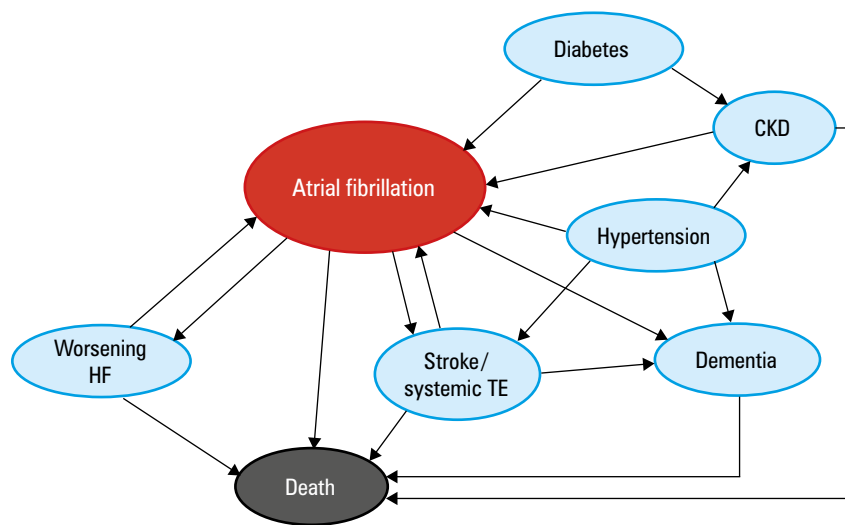 Diabetes
CKD
Atrial fibrillation
Hypertension
Worsening
HF
Stroke/
systemic TE
Dementia
Death